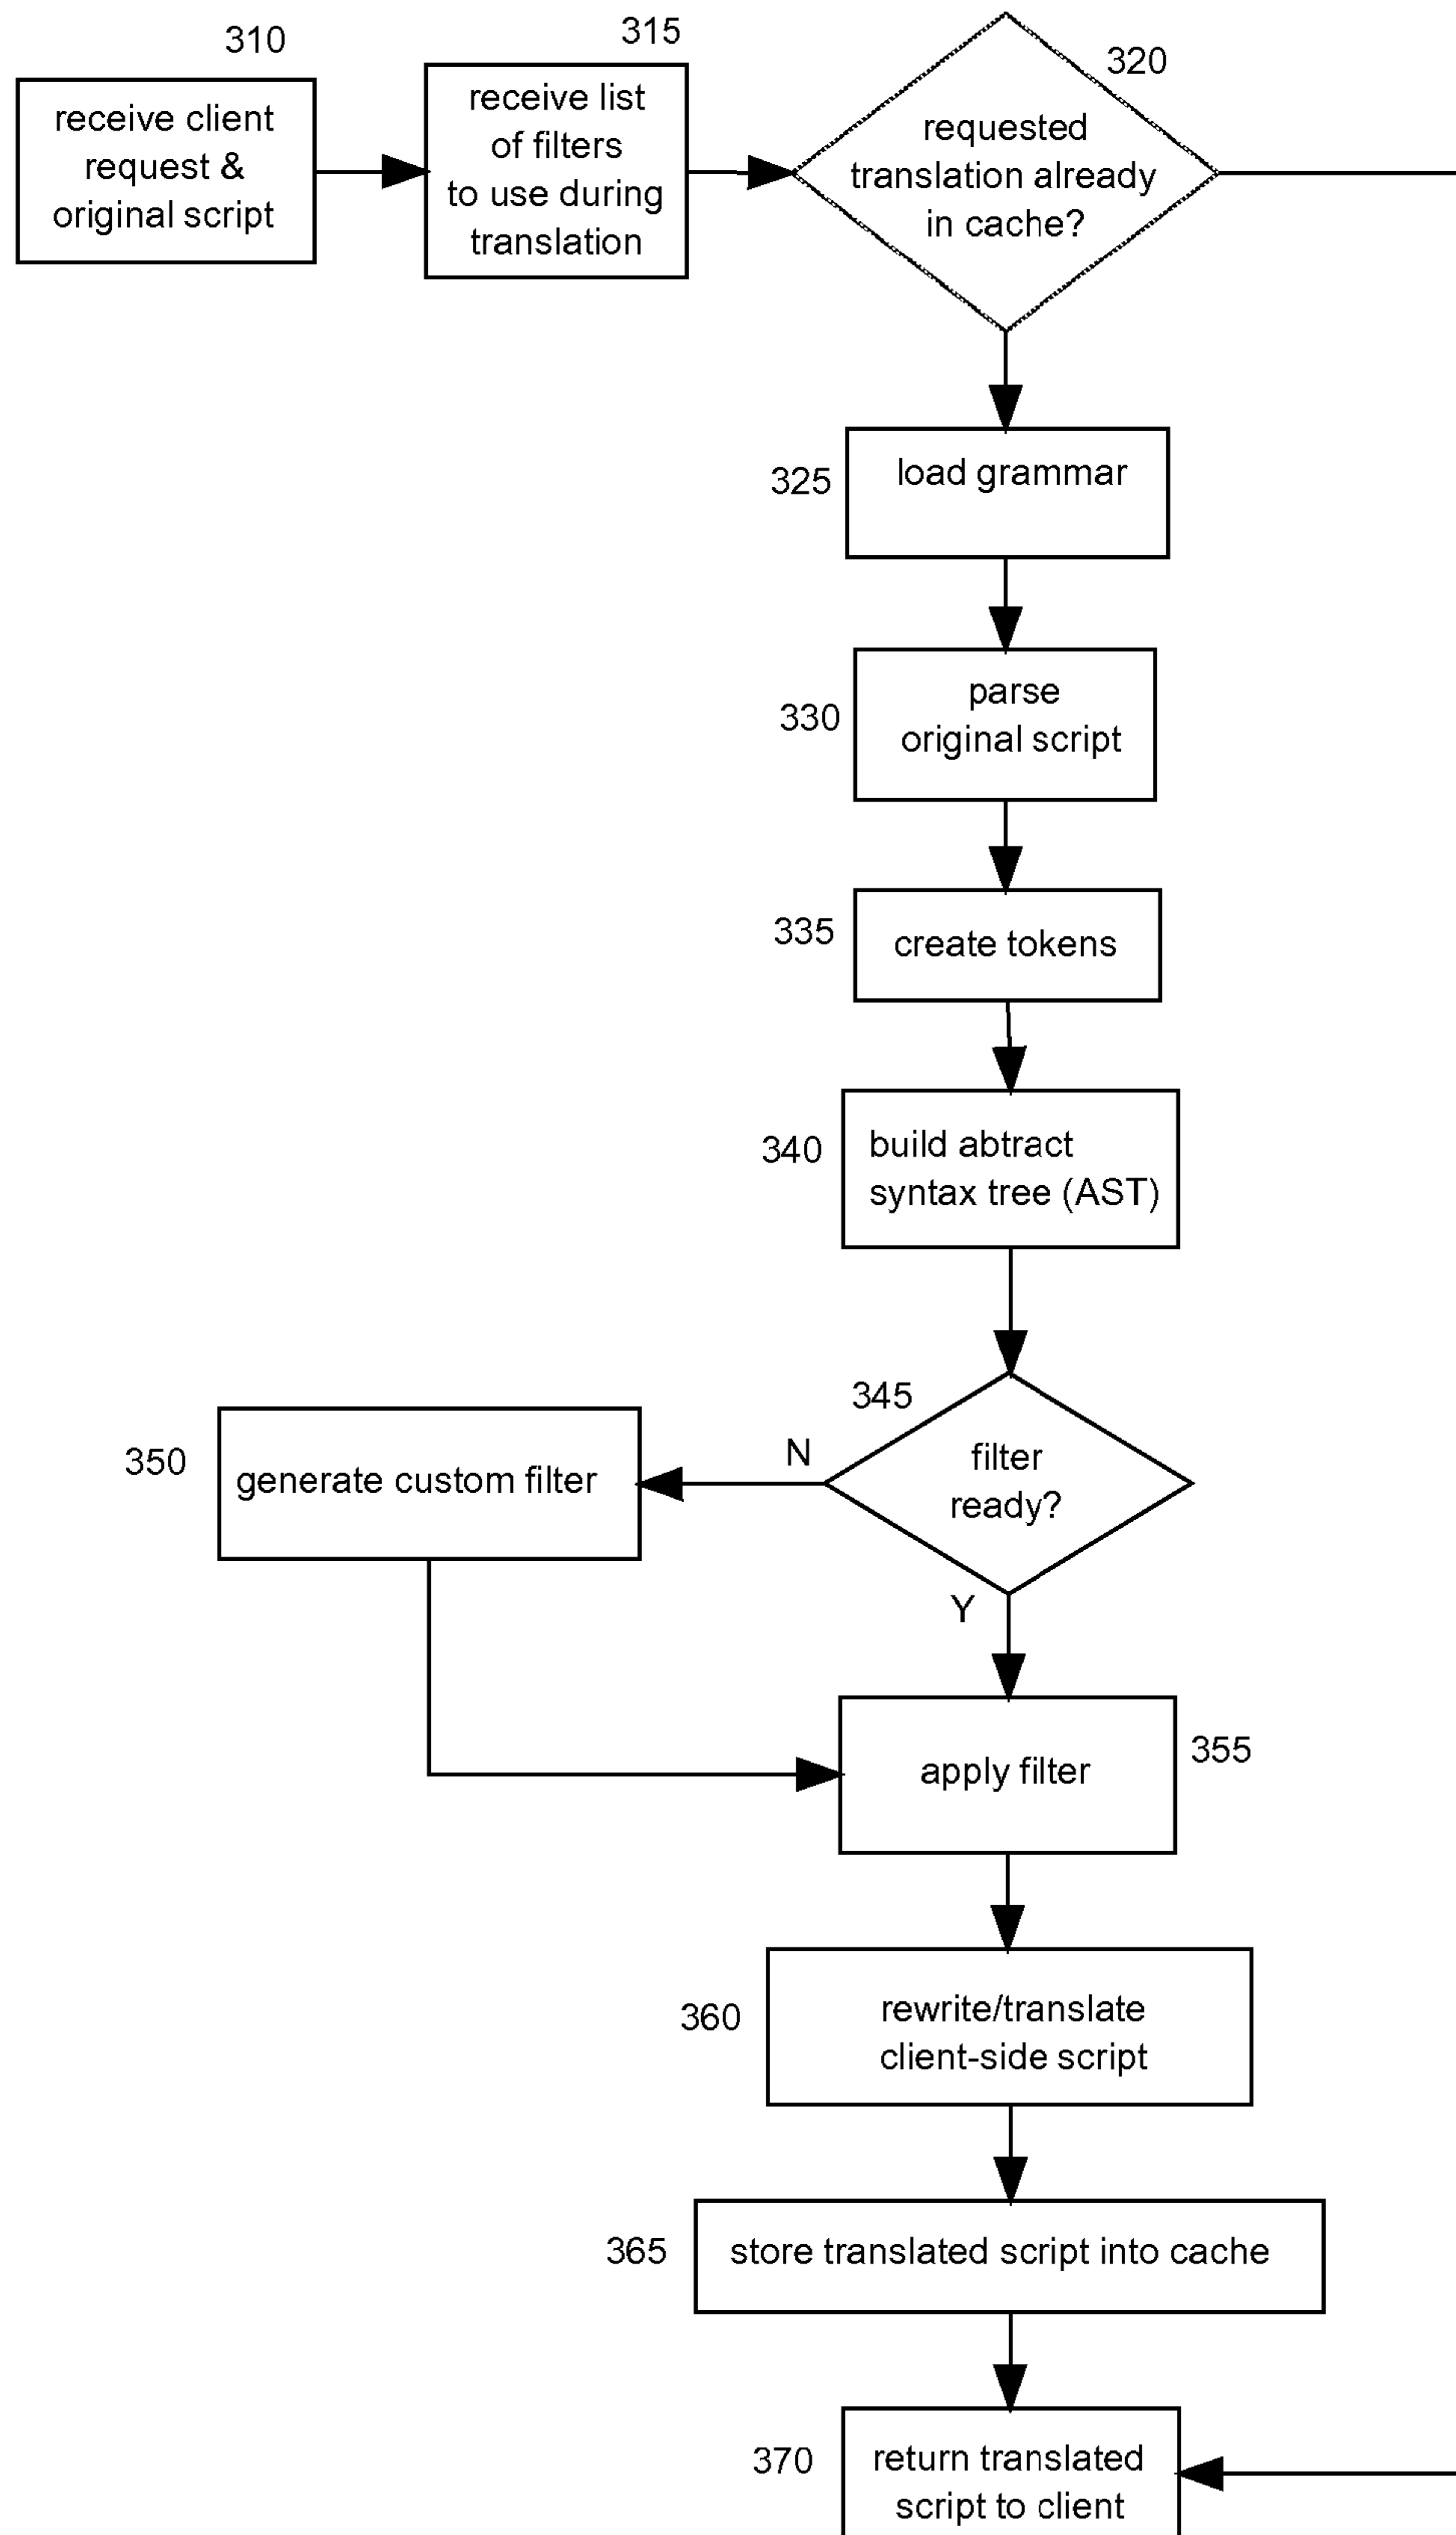 310
receive client
request &
original script
315
receive list
of filters
to use during
translation
320
requested
translation already
in cache?
325
load grammar
330
parse
original script
335
create tokens
340
build abtract
syntax tree (AST)
345
filter
ready?
N
Y
350
generate custom filter
355
apply filter
360
rewrite/translate
client-side script
365
store translated script into cache
370
return translated
script to client